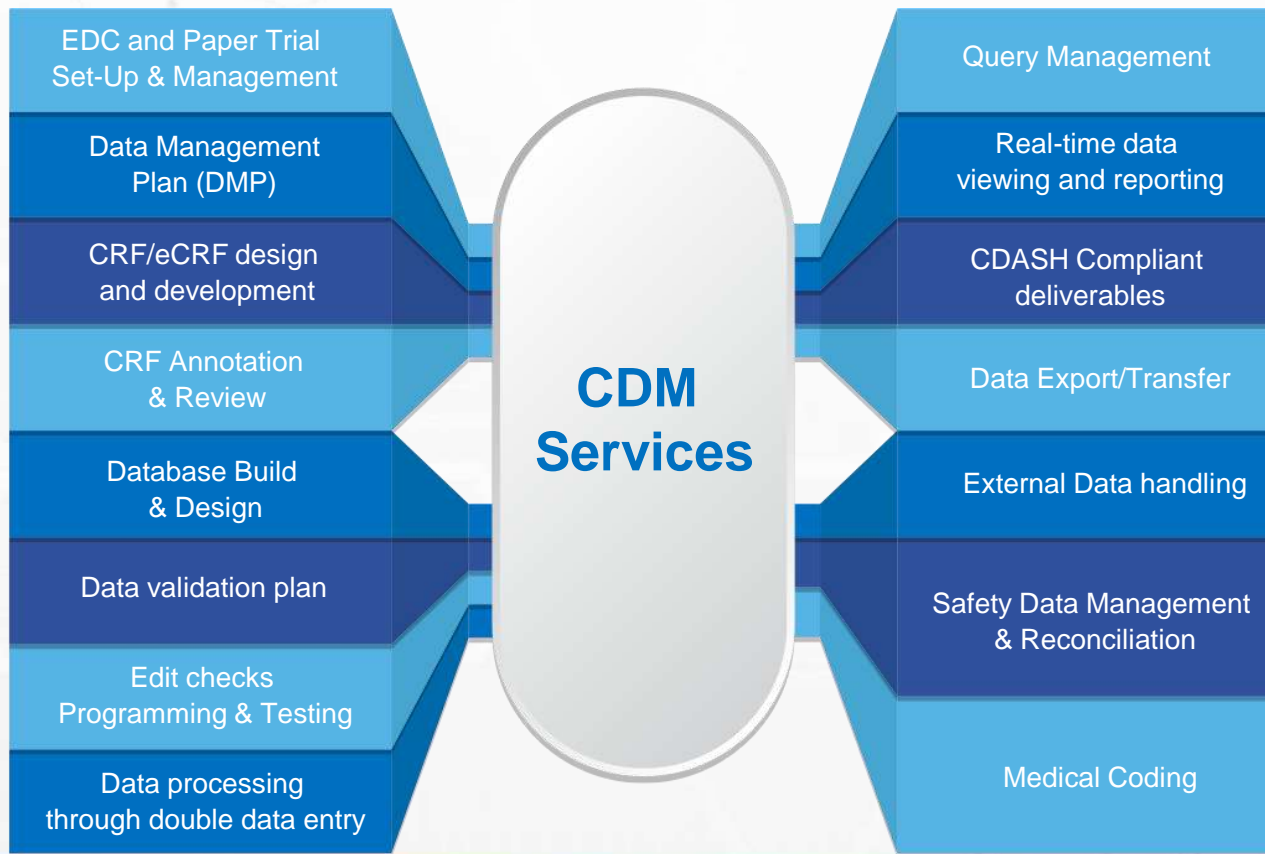 EDC and Paper Trial
Set-Up & Management
Data Management
Plan (DMP)
CRF/eCRF design
and development
CRF Annotation
& Review
Database Build
& Design
Data validation plan
Edit checks
Programming & Testing
Data processing
through double data entry
CDM
Services
Query Management
Real-time data
viewing and reporting
CDASH Compliant
deliverables
Data Export/Transfer
External Data handling
Safety Data Management
& Reconciliation
Medical Coding